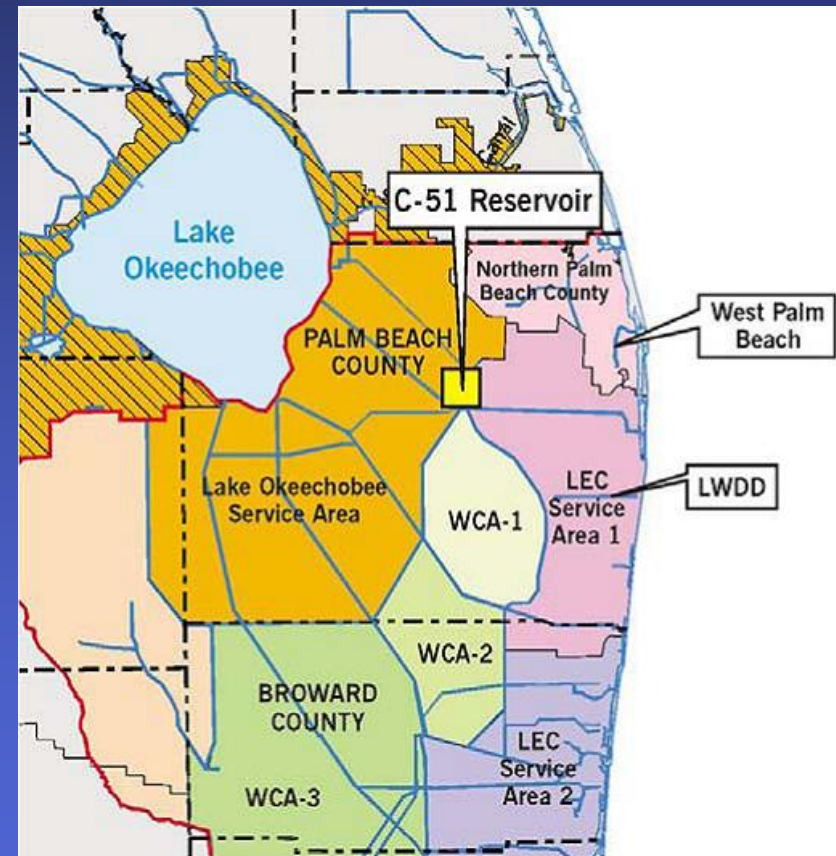 Canal
C-51 Reservoir
Lake
Okeechobee
Northern Palm
Beach County
West Palm
Beach
PALM BEACH
COUNTY
Lake Okeechobee
Service Area
WCA-1
LEC
Service
Area 1
LWDD
WCA-2
BROWARD
COUNTY
LEC
Service
Area 2
WCA-3